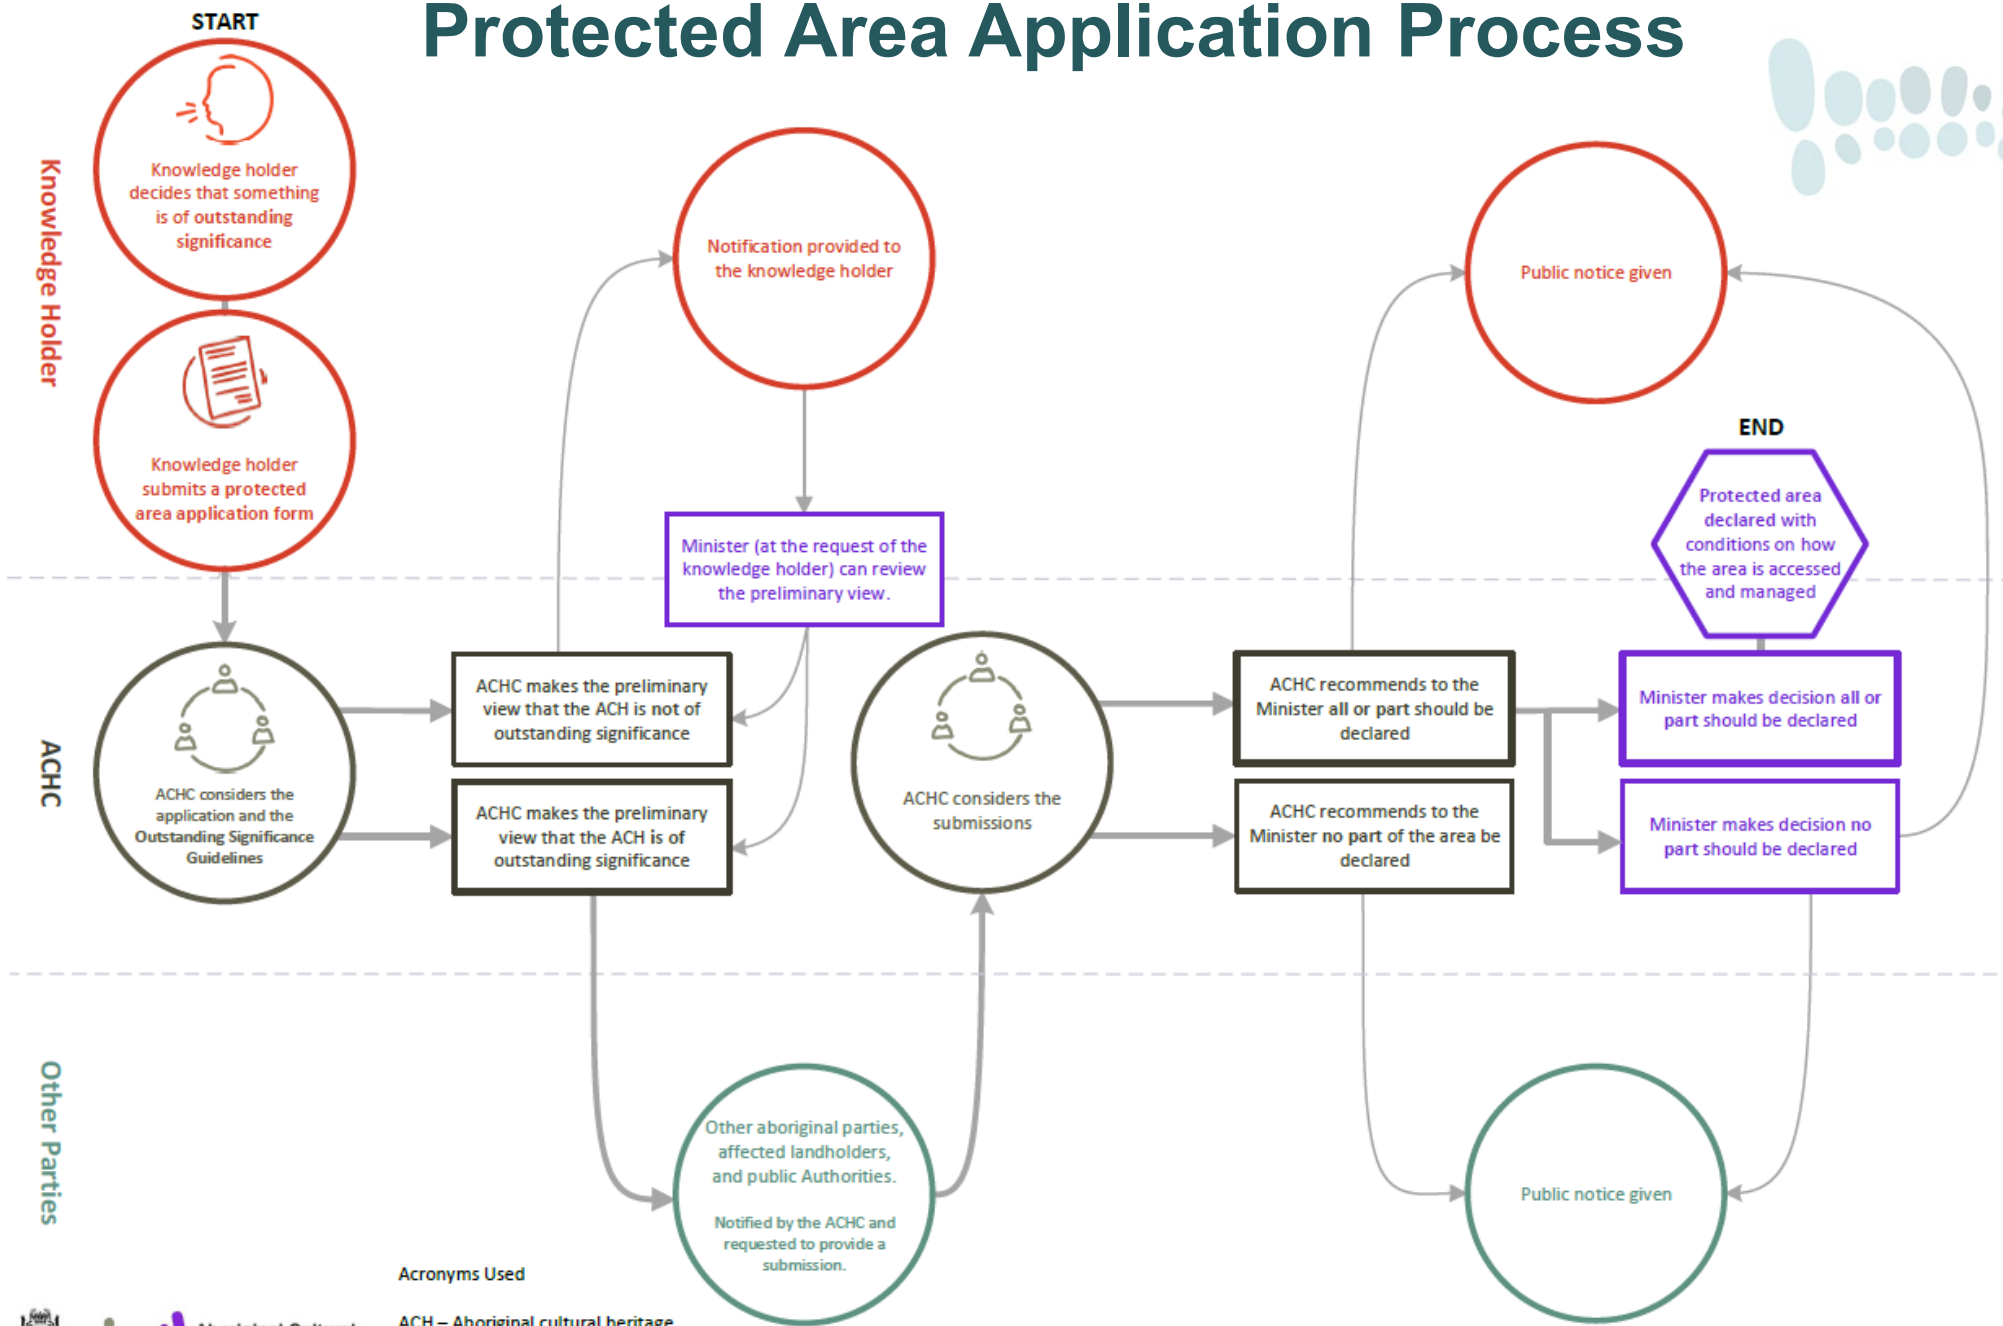 Protected Area Application Process
START
Knowledge Holder
Knowledge holder
decides that something
is of outstanding
significance
Knowledge holder
submits a protected
area application form
Notification provided to
the knowledge holder
Minister (at the request of the
knowledge holder) can review
the preliminary view.
Public notice given
END
Protected area
declared with
conditions on how
the area is accessed
and managed
ACHC
ACHC considers the
application and the
Outstanding Significance
Guidelines
ACHC makes the preliminary
view that the ACH is not of
outstanding significance
ACHC makes the preliminary
view that the ACH is of
outstanding significance
ACHC considers the
submissions
ACHC recommends to the
Minister all or part should be
declared
ACHC recommends to the
Minister no part of the area be
declared
Minister makes decision all or
part should be declared
Minister makes decision no
part should be declared
Other Parties
Other aboriginal parties,
affected landholders,
and public Authorities.
Notified by the ACHC and
requested to provide a
submission.
Public notice given
Acronyms Used
ACH – Aboriginal cultural heritage
Aboriginal Cultural